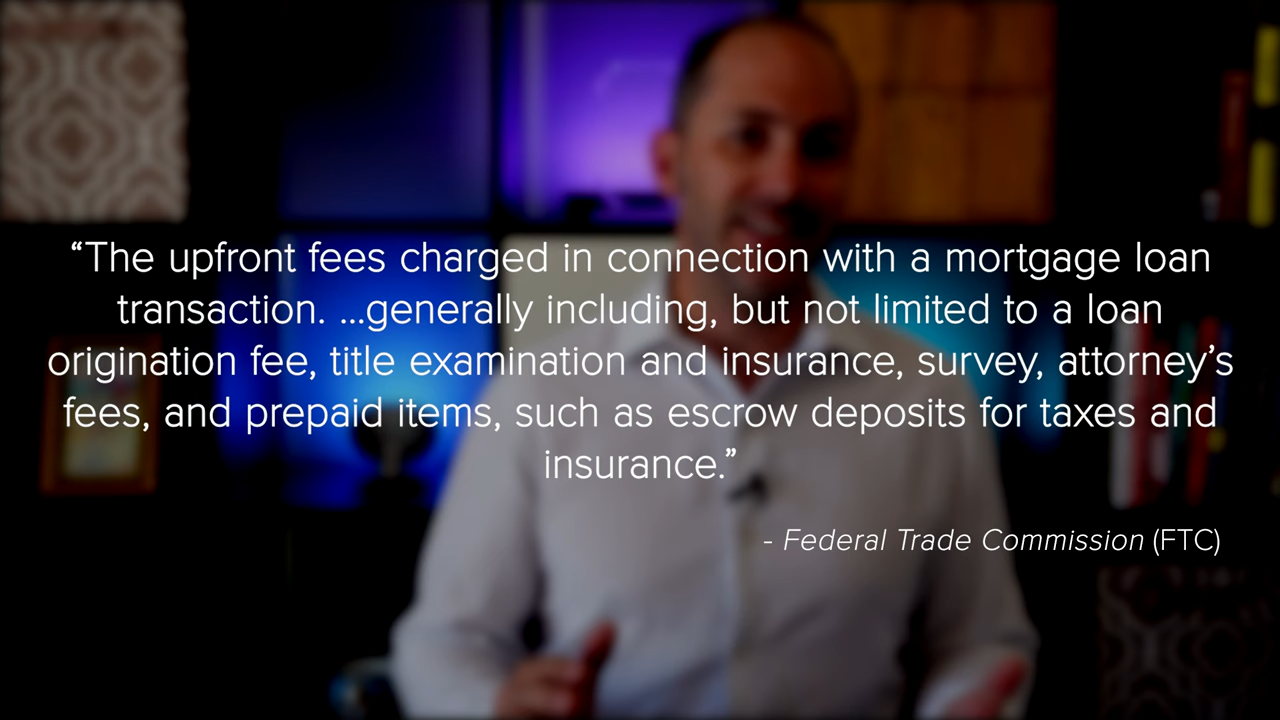 “The upfront fees charged in connection with a mortgage loan
transaction. ...generally including, but not limited to a loan
origination fee, title examination and insurance, survey, attorney’s
fees, and prepaid items, such as escrow deposits for taxes and
insurance.”
- Federal Trade Commission (FTC)